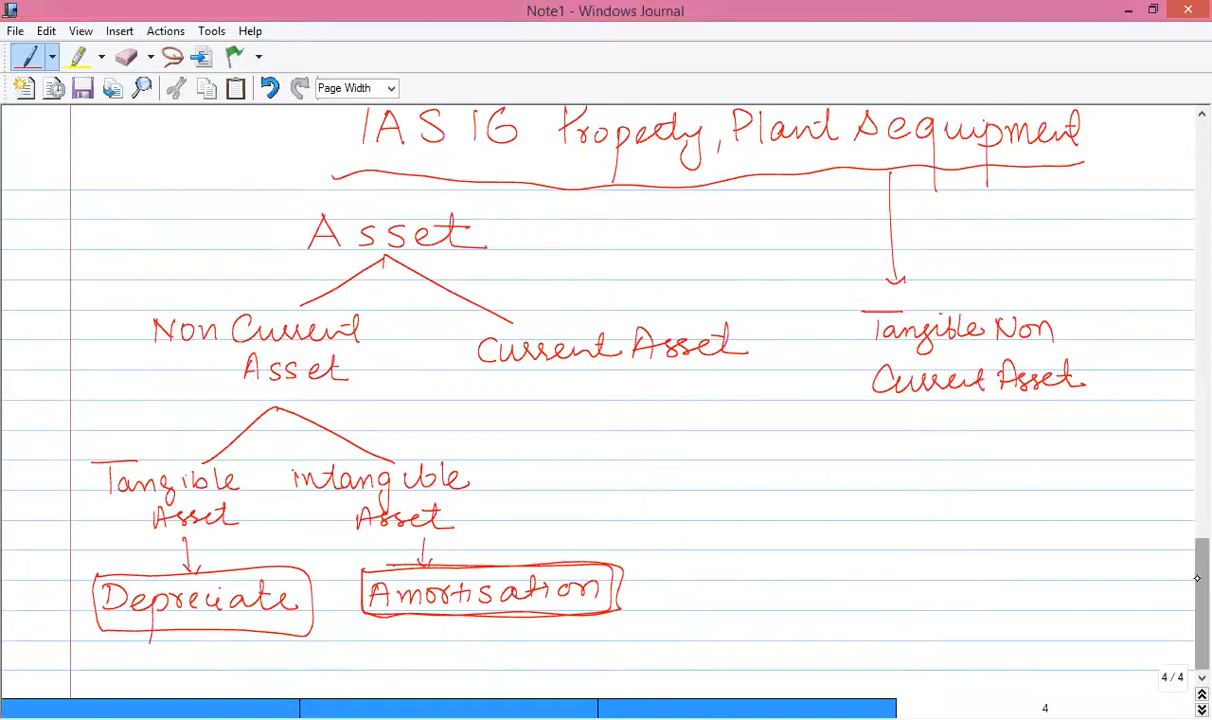 Note1 - Windows Journal
File Edit View Insert Actions Tools Help
Page Width
IAS 16 Property, Plant & equipment
Asset
Non Current
Asset
Current Asset
Tangible Non
Current Asset
Tangible
Asset
intangible
Asset
Depreciate
Amortisation
4 / 4
4